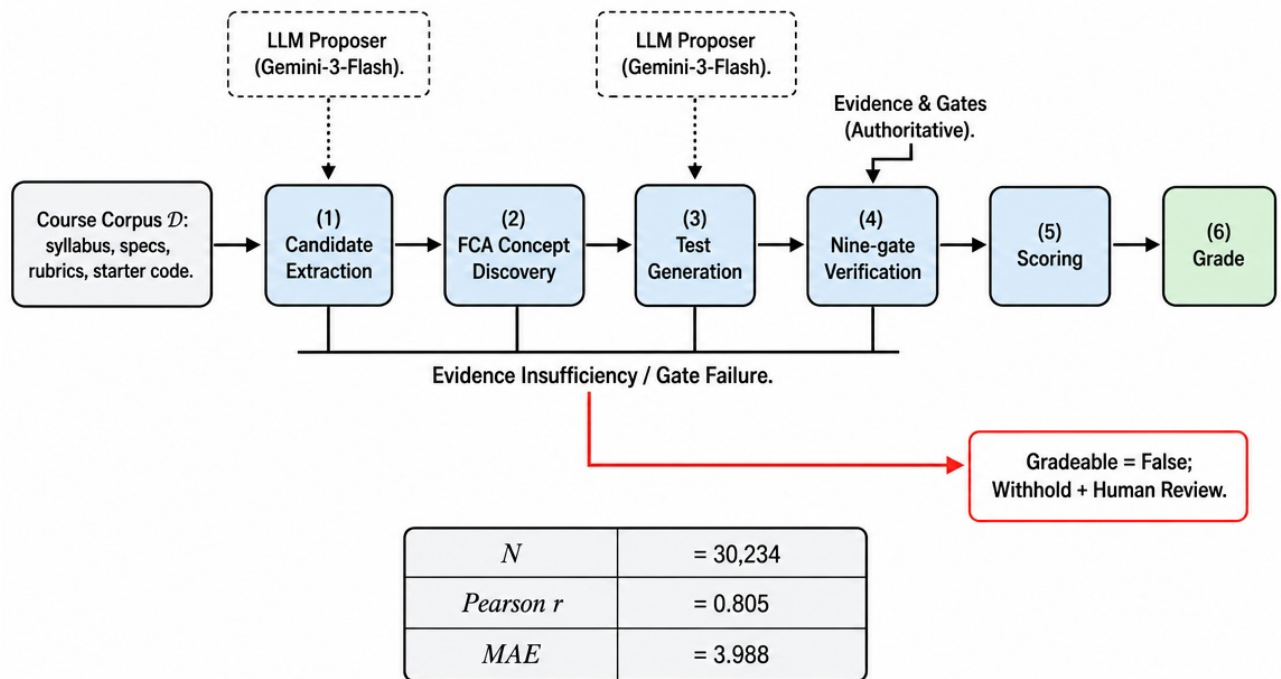 LLM Proposer
(Gemini-3-Flash).
LLM Proposer
(Gemini-3-Flash).
Evidence & Gates
(Authoritative).
Course Corpus 𝒟:
syllabus, specs,
rubrics, starter code.
(1)
Candidate
Extraction
(2)
FCA Concept
Discovery
(3)
Test
Generation
(4)
Nine-gate
Verification
(5)
Scoring
(6)
Grade
Evidence Insufficiency / Gate Failure.
Gradeable = False;
Withhold + Human Review.
N = 30,234
Pearson r = 0.805
MAE = 3.988